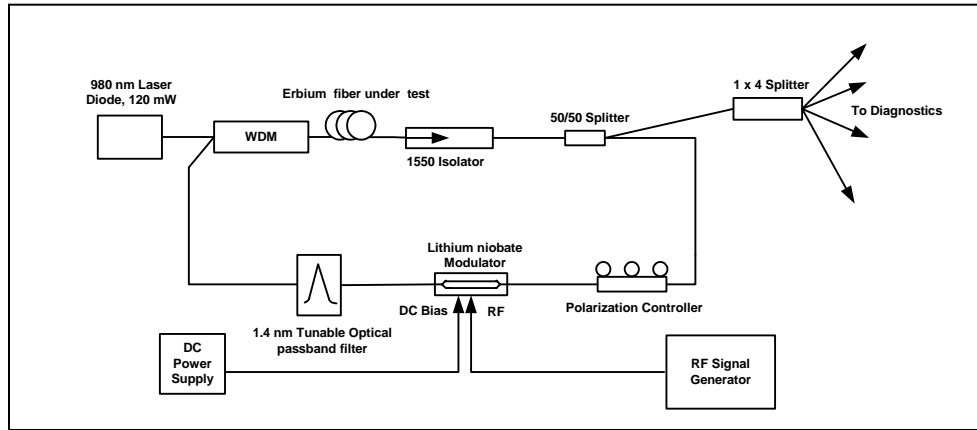 980 nm Laser
Diode, 120 mW
Erbium fiber under test
1 x 4 Splitter
50/50 Splitter
To Diagnostics
WDM
1550 Isolator
Lithium niobate
Modulator
DC Bias
RF
Polarization Controller
1.4 nm Tunable Optical
passband filter
DC
Power
Supply
RF Signal
Generator